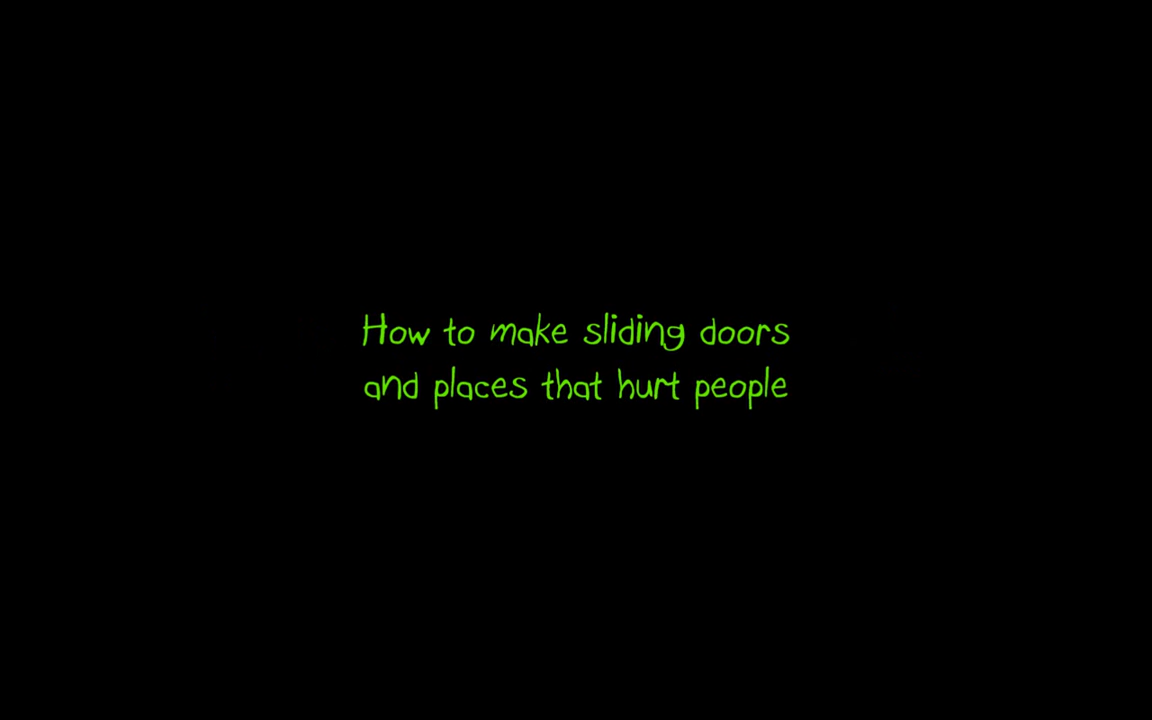 How to make sliding doors
and places that hurt people